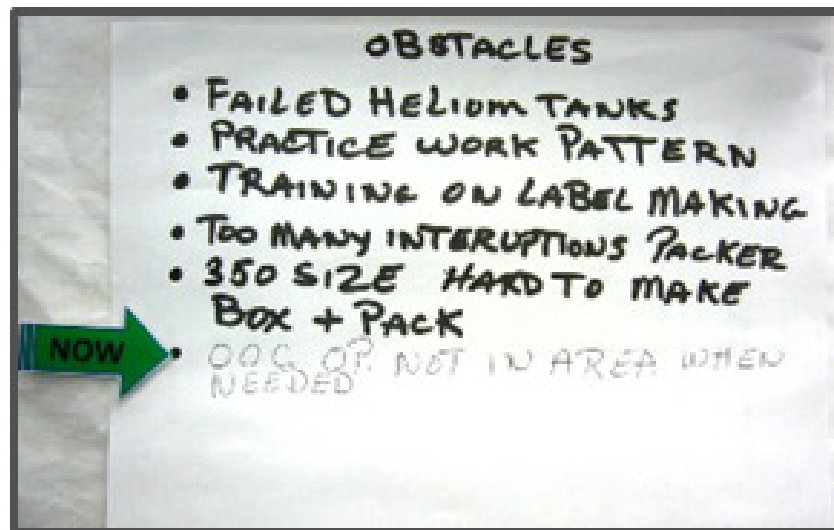 OBSTACLES
• FAILED HELIUM TANKS
• PRACTICE WORK PATTERN
• TRAINING ON LABEL MAKING
• TOO MANY INTERUPTIONS PACKER
• 350 SIZE HARD TO MAKE
BOX + PACK
NOW
• OOC OP. NOT IN AREA WHEN
NEEDED